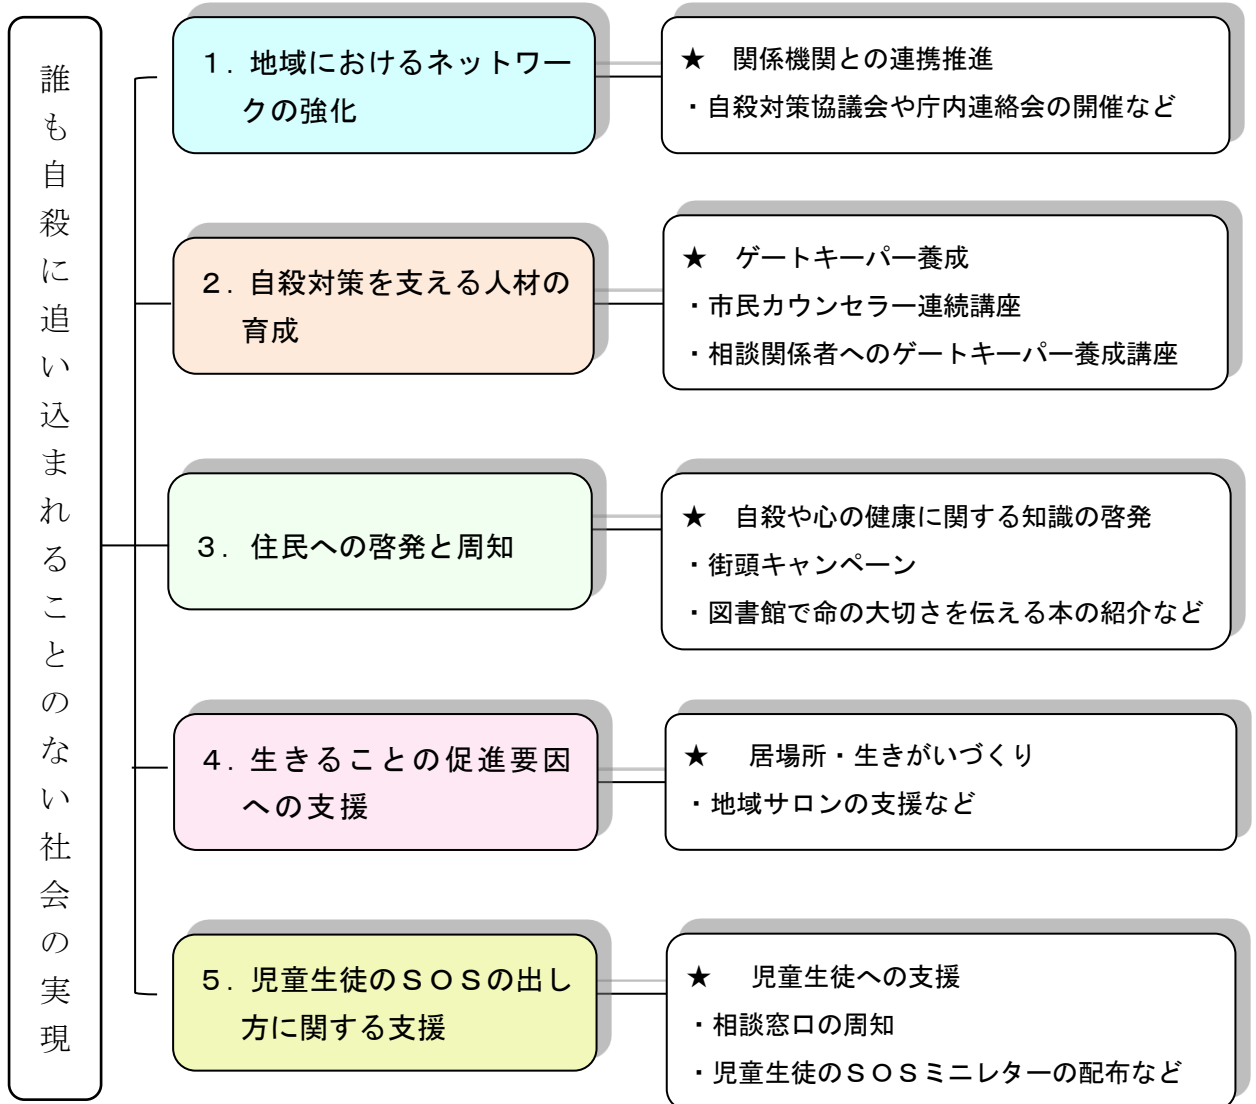 誰も自殺に追い込まれることのない社会の実現
１. 地域におけるネットワー
クの強化
★　関係機関との連携推進
・自殺対策協議会や庁内連絡会の開催など
２. 自殺対策を支える人材の
育成
★　ゲートキーパー養成
・市民カウンセラー連続講座
・相談関係者へのゲートキーパー養成講座
３. 住民への啓発と周知
★　自殺や心の健康に関する知識の啓発
・街頭キャンペーン
・図書館で命の大切さを伝える本の紹介など
４. 生きることの促進要因
への支援
★　居場所・生きがいづくり
・地域サロンの支援など
５. 児童生徒のＳＯＳの出し
方に関する支援
★　児童生徒への支援
・相談窓口の周知
・児童生徒のＳＯＳミニレターの配布など